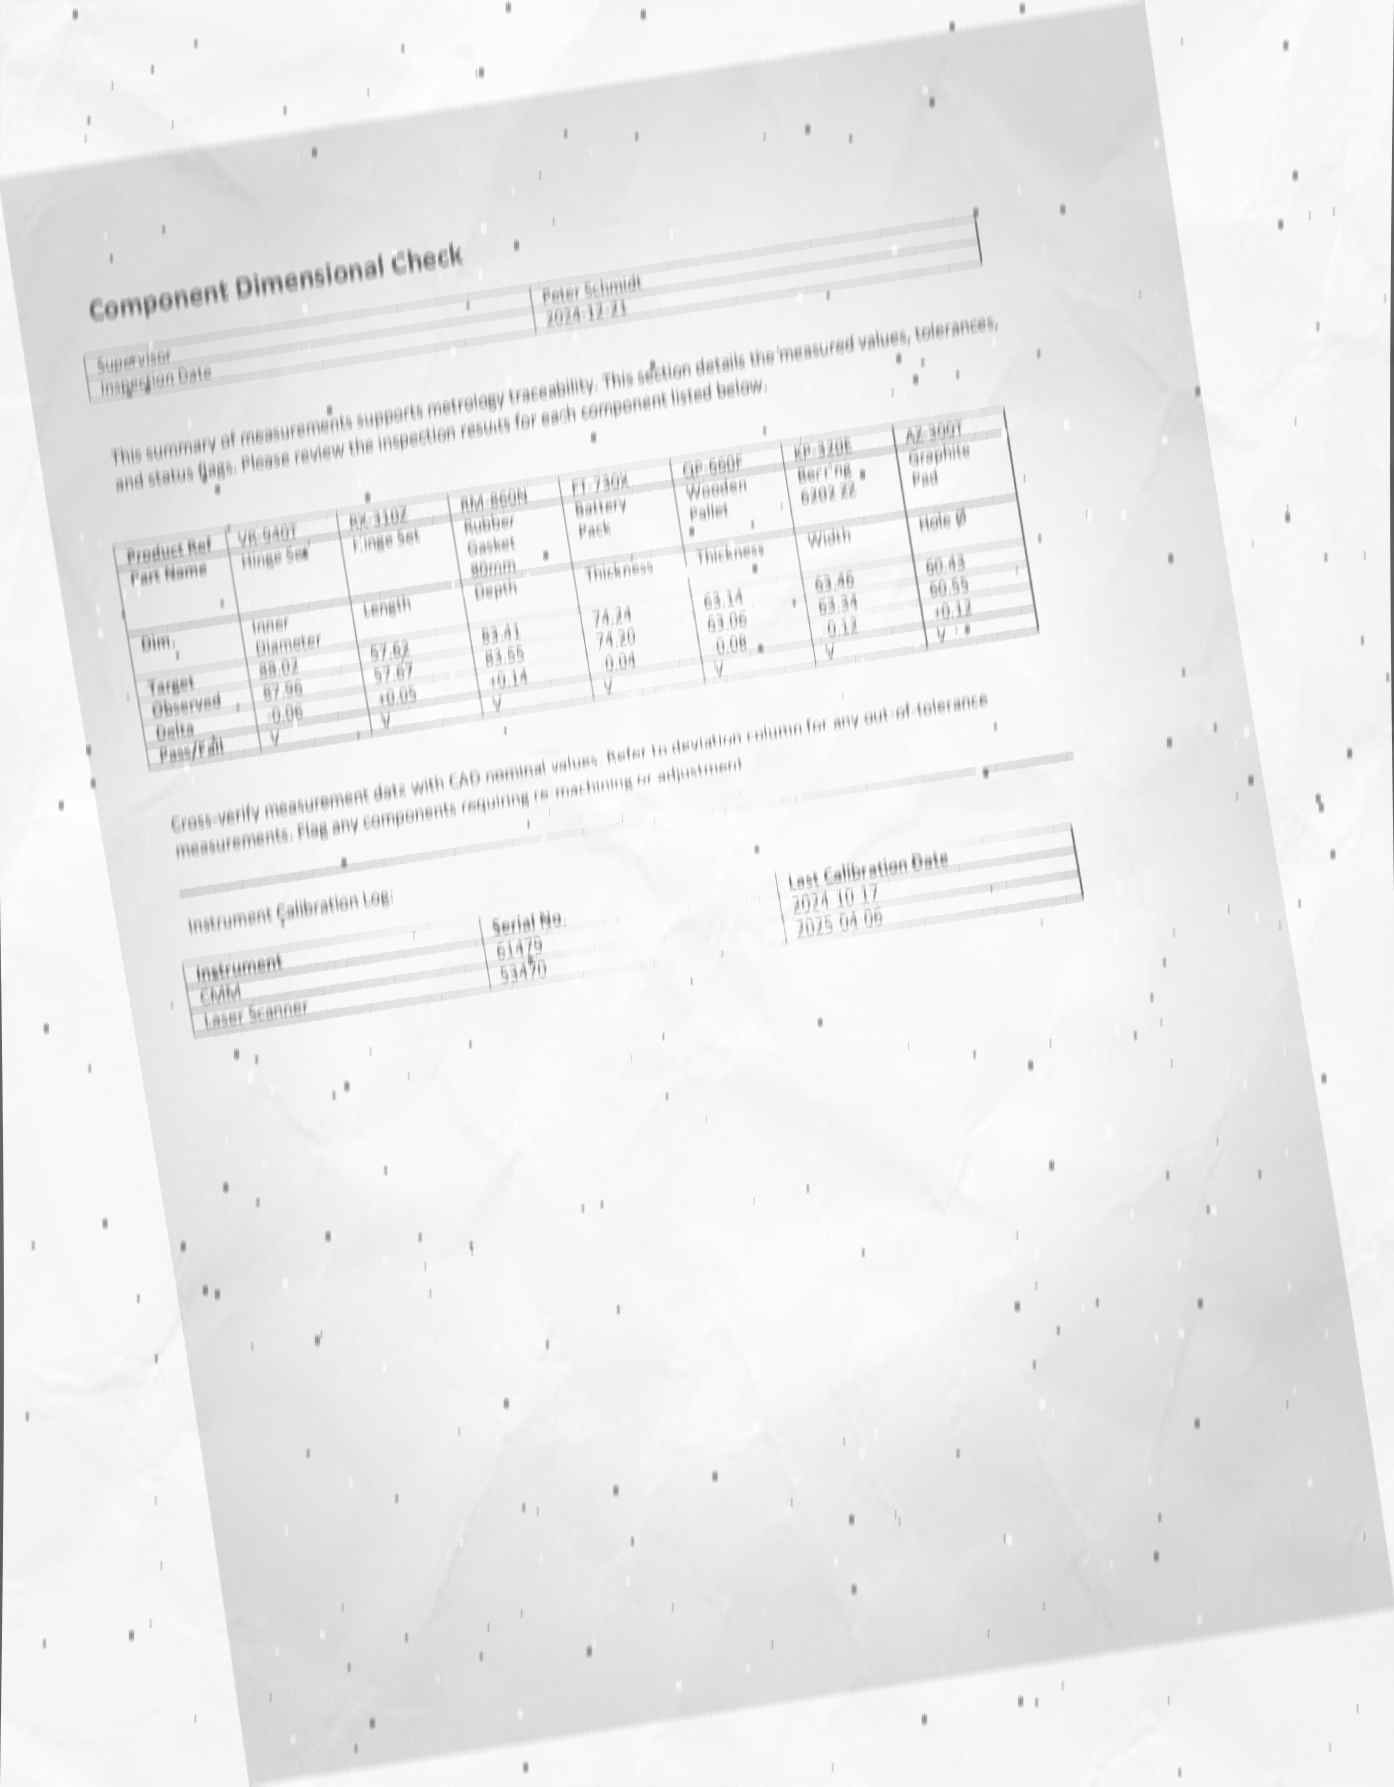 Component Dimensional Check
Supervisor Peter Schmidt
Inspection Date 2024-12-21
This summary of measurements supports metrology traceability. This section details the measured values, tolerances,
and status flags. Please review the inspection results for each component listed below.
Product Ref VR-940T RX-310Z RM-860N FT-730X QP-660F KP-320E AZ-300T
Part Name Hinge Set Hinge Set Rubber Gasket 80mm Battery Pack Wooden Pallet 6202 ZZ Graphite Pad
Dim. Inner Diameter Length Depth Thickness Thickness Width Hole Ø
Target 88.02 57.62 83.41 74.24 63.14 63.46 60.43
Observed 87.96 57.67 83.55 74.20 63.06 63.34 60.55
Delta -0.06 +0.05 +0.14 0.04 0.08 0.12 +0.12
Pass/Fail V V V V V V V
Cross-verify measurement data with CAD nominal values. Refer to deviation column for any out-of-tolerance
measurements. Flag any components requiring re-machining or adjustment.
Instrument Calibration Log:
Instrument Serial No. Last Calibration Date
CMM 61479 2024-10-17
Laser Scanner 53470 2025-04-06